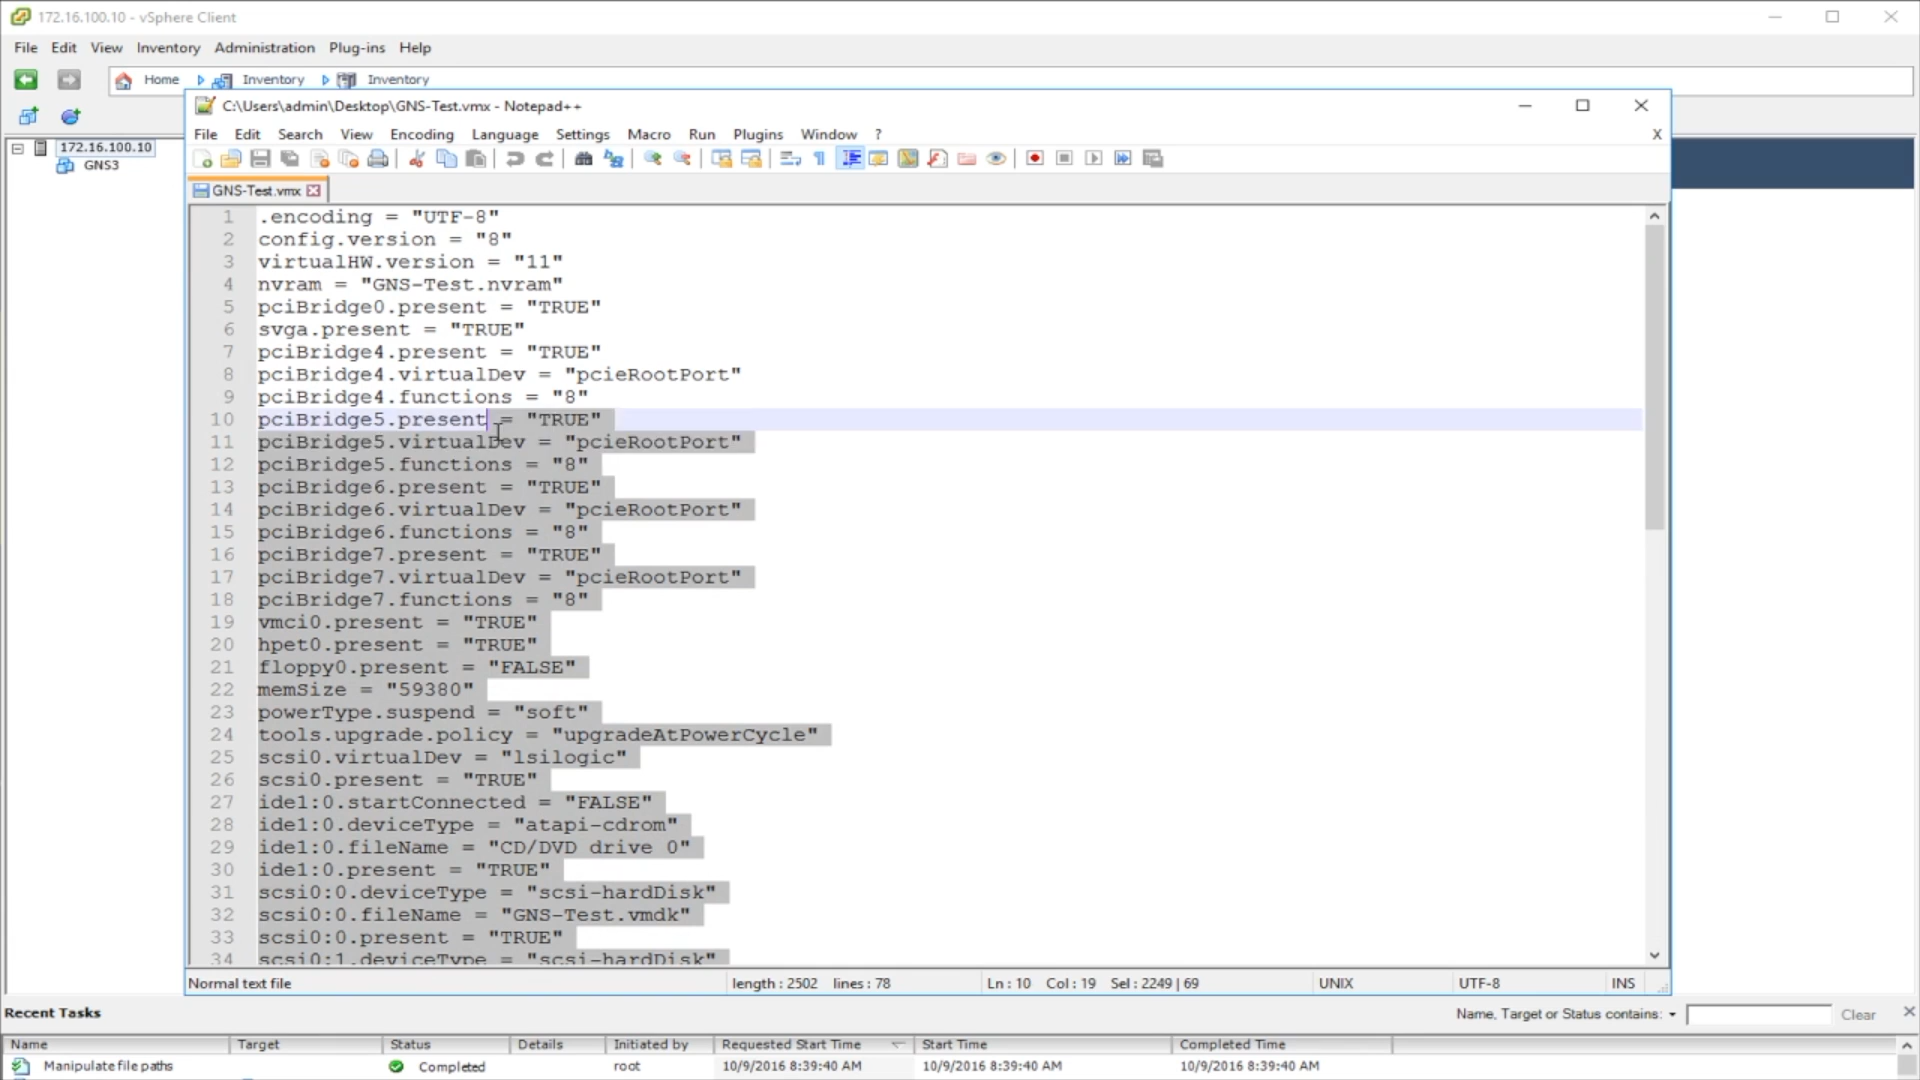 172.16.100.10 - vSphere Client
File Edit View Inventory Administration Plug-ins Help
Home Inventory Inventory
172.16.100.10
GNS3
C:\Users\admin\Desktop\GNS-Test.vmx - Notepad++
File Edit Search View Encoding Language Settings Macro Run Plugins Window ? X
GNS-Test.vmx
1 .encoding = "UTF-8"
2 config.version = "8"
3 virtualHW.version = "11"
4 nvram = "GNS-Test.nvram"
5 pciBridge0.present = "TRUE"
6 svga.present = "TRUE"
7 pciBridge4.present = "TRUE"
8 pciBridge4.virtualDev = "pcieRootPort"
9 pciBridge4.functions = "8"
10 pciBridge5.present = "TRUE"
11 pciBridge5.virtualDev = "pcieRootPort"
12 pciBridge5.functions = "8"
13 pciBridge6.present = "TRUE"
14 pciBridge6.virtualDev = "pcieRootPort"
15 pciBridge6.functions = "8"
16 pciBridge7.present = "TRUE"
17 pciBridge7.virtualDev = "pcieRootPort"
18 pciBridge7.functions = "8"
19 vmci0.present = "TRUE"
20 hpet0.present = "TRUE"
21 floppy0.present = "FALSE"
22 memSize = "59380"
23 powerType.suspend = "soft"
24 tools.upgrade.policy = "upgradeAtPowerCycle"
25 scsi0.virtualDev = "lsilogic"
26 scsi0.present = "TRUE"
27 ide1:0.startConnected = "FALSE"
28 ide1:0.deviceType = "atapi-cdrom"
29 ide1:0.fileName = "CD/DVD drive 0"
30 ide1:0.present = "TRUE"
31 scsi0:0.deviceType = "scsi-hardDisk"
32 scsi0:0.fileName = "GNS-Test.vmdk"
33 scsi0:0.present = "TRUE"
34 scsi0:1.deviceType = "scsi-hardDisk"
Normal text file length : 2502 lines : 78 Ln : 10 Col : 19 Sel : 2249 | 69 UNIX UTF-8 INS
Recent Tasks Name, Target or Status contains: Clear
Name Target Status Details Initiated by Requested Start Time Start Time Completed Time
Manipulate file paths Completed root 10/9/2016 8:39:40 AM 10/9/2016 8:39:40 AM 10/9/2016 8:39:40 AM